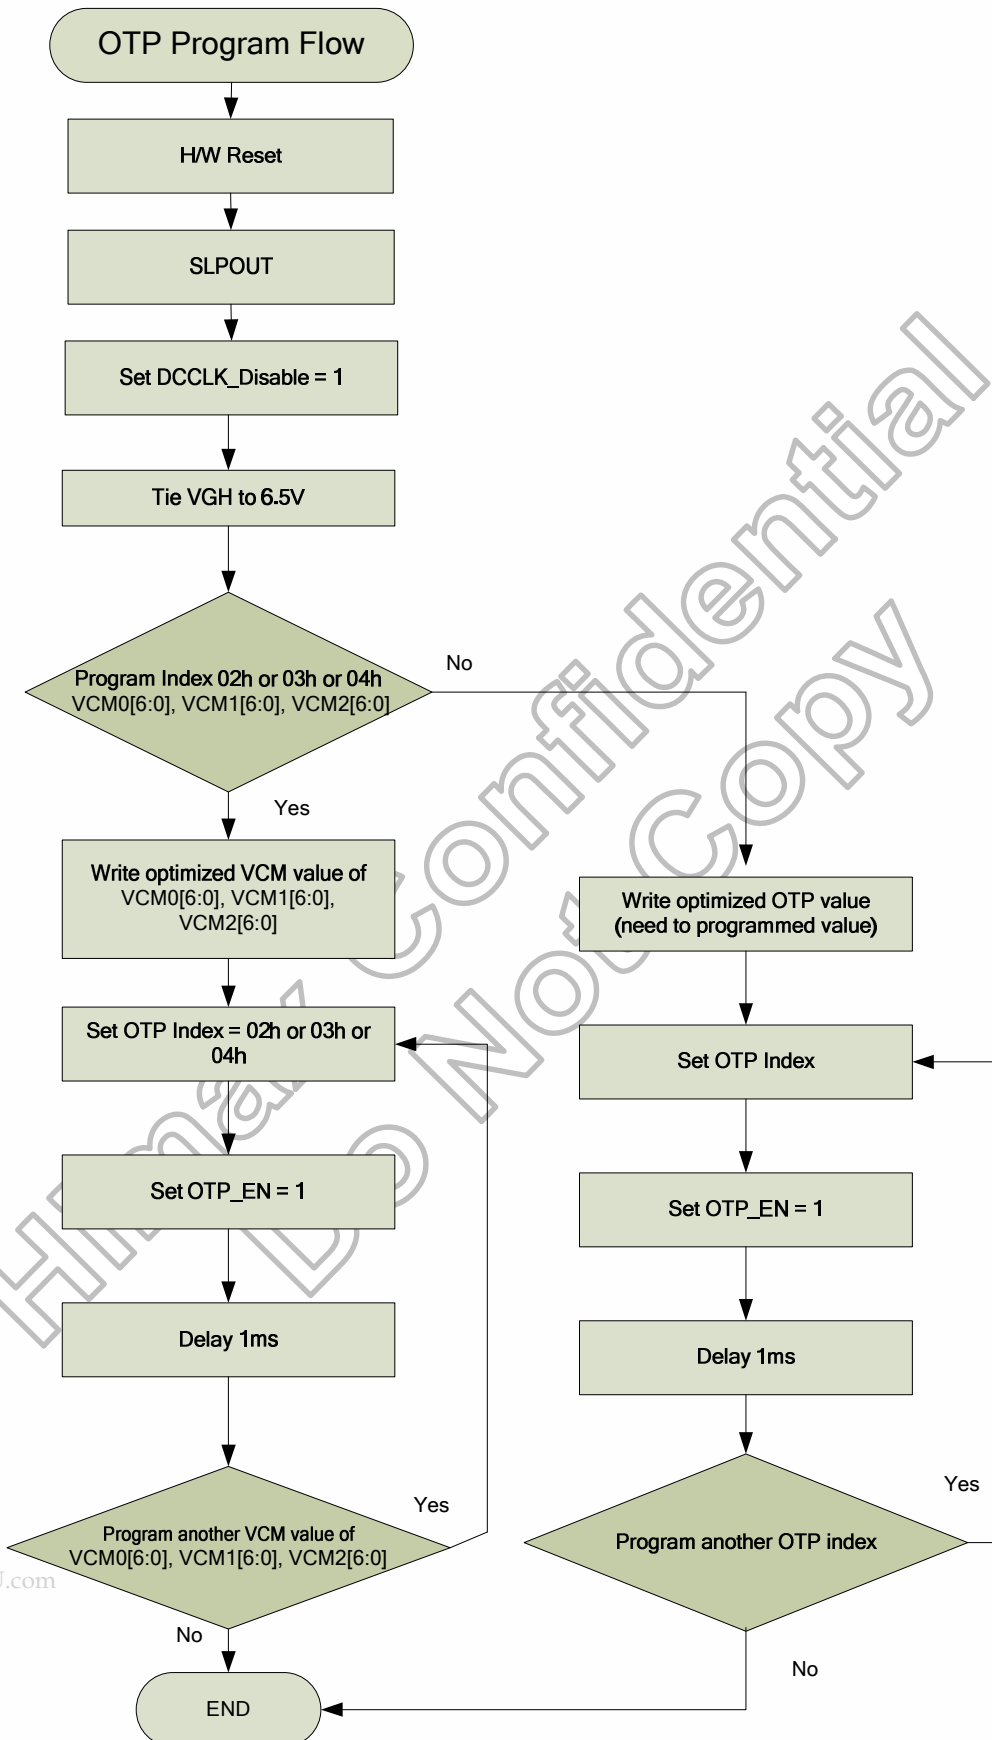 OTP Program Flow
H/W Reset
SLPOUT
Set DCCLK_Disable = 1
Tie VGH to 6.5V
Program Index 02h or 03h or 04h
VCM0[6:0], VCM1[6:0], VCM2[6:0]
No
Yes
Write optimized VCM value of
VCM0[6:0], VCM1[6:0],
VCM2[6:0]
Set OTP Index = 02h or 03h or
04h
Set OTP_EN = 1
Delay 1ms
Program another VCM value of
VCM0[6:0], VCM1[6:0], VCM2[6:0]
Yes
No
END
Write optimized OTP value
(need to programmed value)
Set OTP Index
Set OTP_EN = 1
Delay 1ms
Program another OTP index
Yes
No
Himax Confidential
Do Not Copy
.com